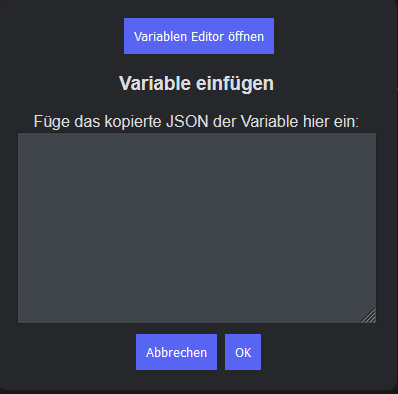 Variablen Editor öffnen
Variable einfügen
Füge das kopierte JSON der Variable hier ein:
Abbrechen OK